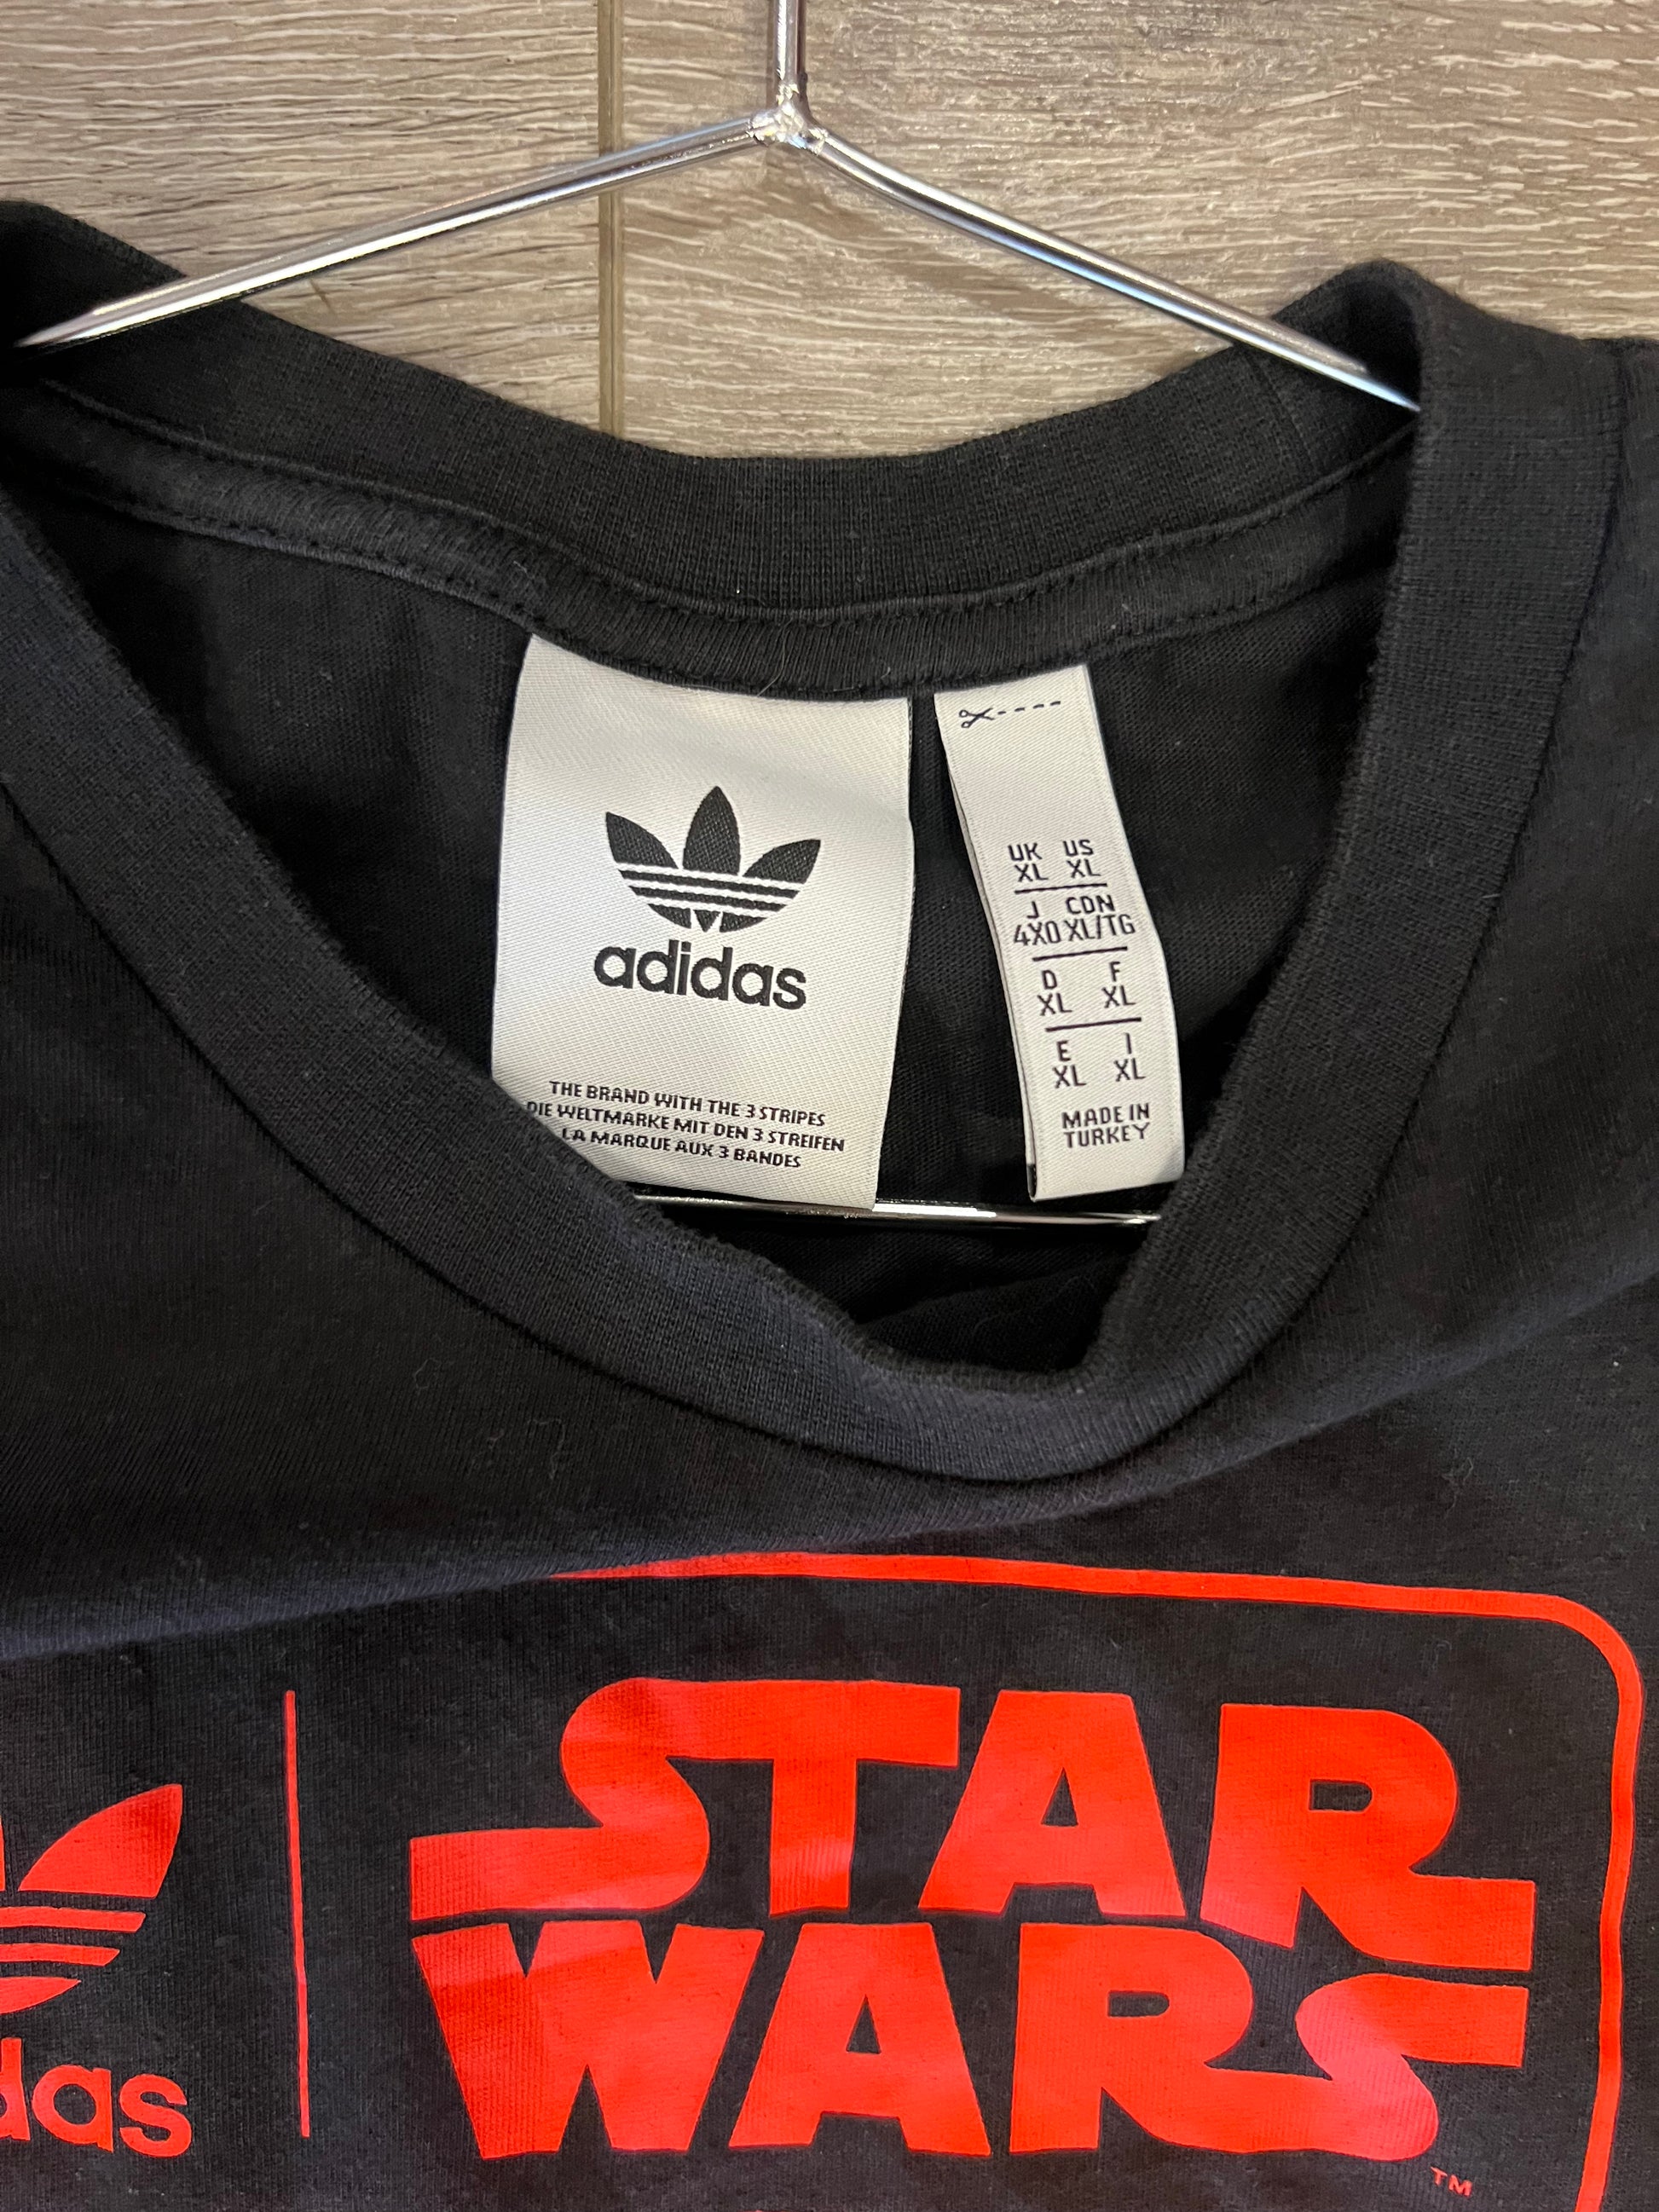 adidas
THE BRAND WITH THE 3 STRIPES
DIE WELTMARKE MIT DEN 3 STREIFEN
LA MARQUE AUX 3 BANDES
UK US
XL XL
J CDN
4XO XL/TG
D F
XL XL
E I
XL XL
MADE IN
TURKEY
das
STAR
WARS
TM